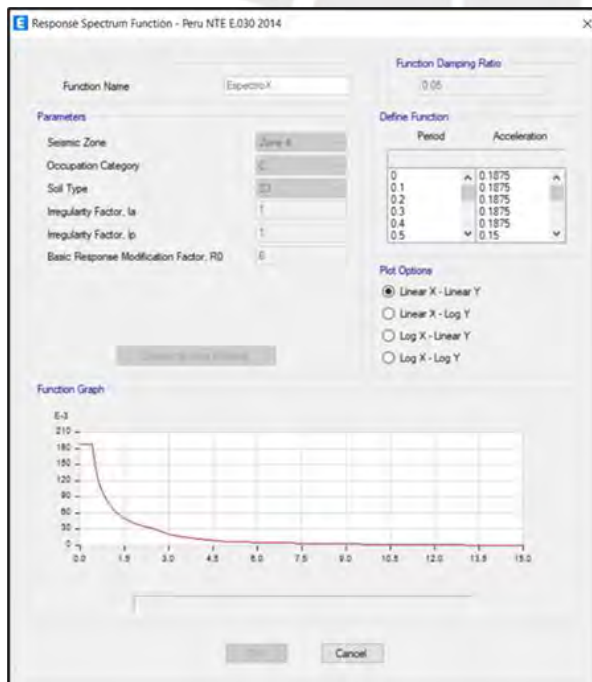 E Response Spectrum Function - Peru NTE E.030 2014 ×
Function Damping Ratio
Function Name EspectroX 0.05
Parameters
Define Function
Seismic Zone Zone 4
Period Acceleration
Occupation Category C
Soil Type
Irregularity Factor, Ia 1
Irregularity Factor, Ip 1
Basic Response Modification Factor, R0 6
0 0.1875
0.1 0.1875
0.2 0.1875
0.3 0.1875
0.4 0.1875
0.5 0.15
Plot Options
Linear X - Linear Y
Linear X - Log Y
Log X - Linear Y
Log X - Log Y
Function Graph
E-3
210
180
150
120
90
60
30
0
0.0 1.5 3.0 4.5 6.0 7.5 9.0 10.5 12.0 13.5 15.0
Cancel